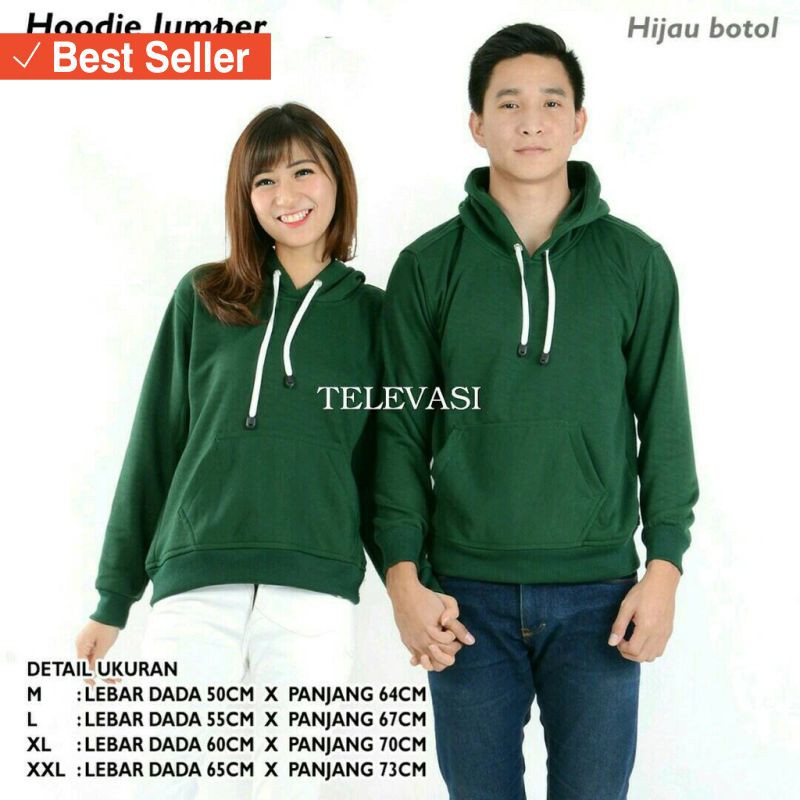 Hoodie lumper
✓ Best Seller
Hijau botol
TELEVASI
DETAIL UKURAN
M : LEBAR DADA 50CM X PANJANG 64CM
L : LEBAR DADA 55CM X PANJANG 67CM
XL : LEBAR DADA 60CM X PANJANG 70CM
XXL : LEBAR DADA 65CM X PANJANG 73CM